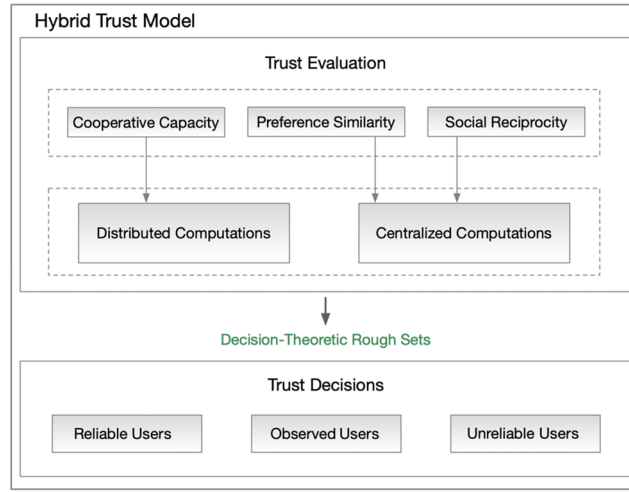 Hybrid Trust Model
Trust Evaluation
Cooperative Capacity
Preference Similarity
Social Reciprocity
Distributed Computations
Centralized Computations
Decision-Theoretic Rough Sets
Trust Decisions
Reliable Users
Observed Users
Unreliable Users